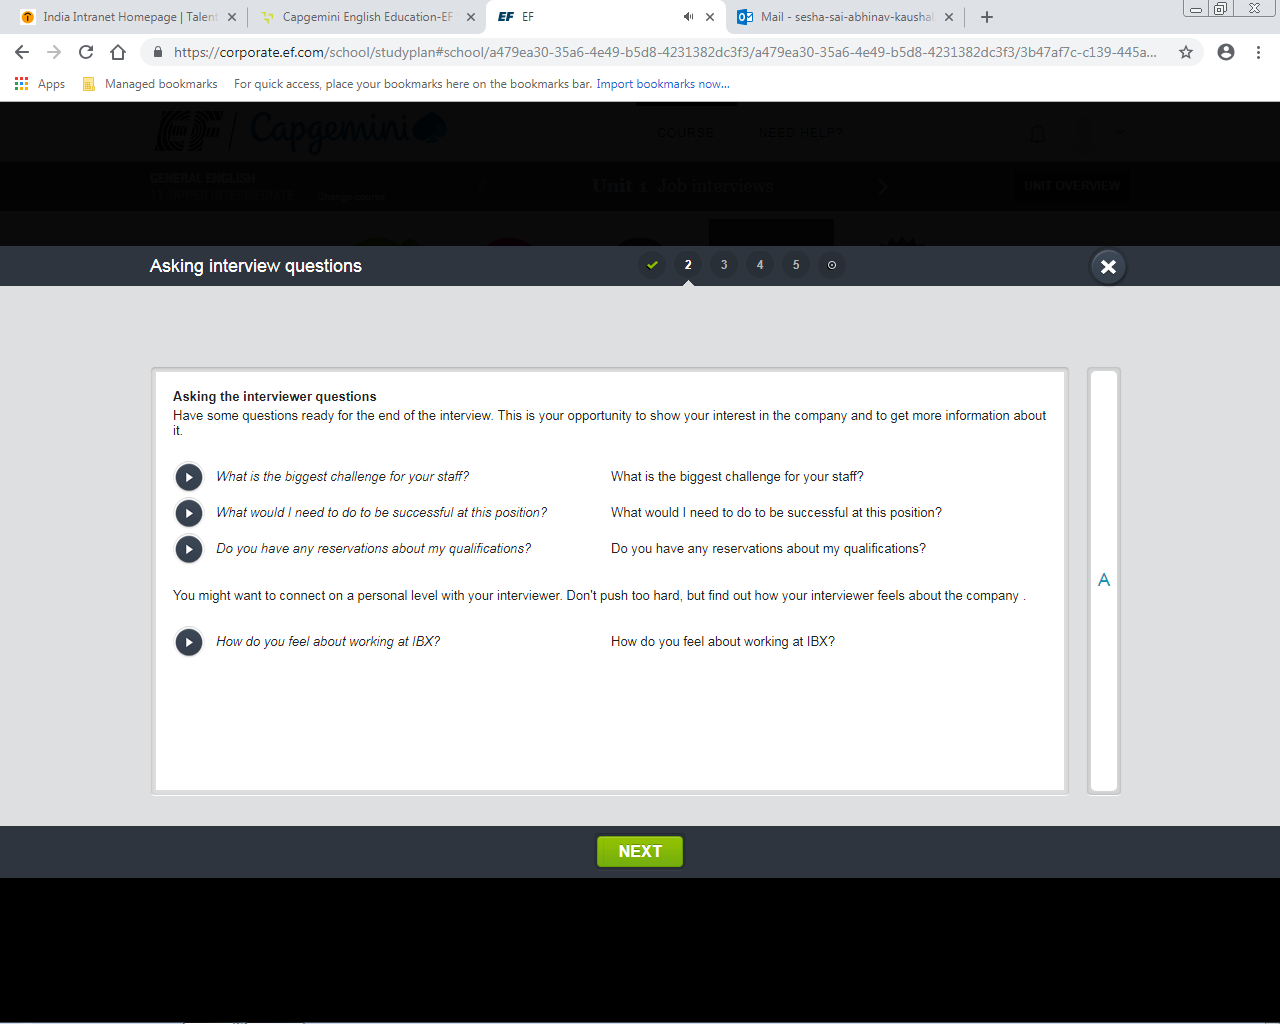 India Intranet Homepage | Talent
Capgemini English Education-EF
EF EF
Mail - sesha-sai-abhinav-kausha
https://corporate.ef.com/school/studyplan#school/a479ea30-35a6-4e49-b5d8-4231382dc3f3/a479ea30-35a6-4e49-b5d8-4231382dc3f3/3b47af7c-c139-445a...
Apps Managed bookmarks For quick access, place your bookmarks here on the bookmarks bar. Import bookmarks now...
EF Capgemini COURSE NEED HELP?
GENERAL ENGLISH
Unit 1 Job interviews UNIT OVERVIEW
Change course
Asking interview questions 2 3 4 5
Asking the interviewer questions
Have some questions ready for the end of the interview. This is your opportunity to show your interest in the company and to get more information about
it.
What is the biggest challenge for your staff? What is the biggest challenge for your staff?
What would I need to do to be successful at this position? What would I need to do to be successful at this position?
Do you have any reservations about my qualifications? Do you have any reservations about my qualifications?
A
You might want to connect on a personal level with your interviewer. Don't push too hard, but find out how your interviewer feels about the company .
How do you feel about working at IBX? How do you feel about working at IBX?
NEXT